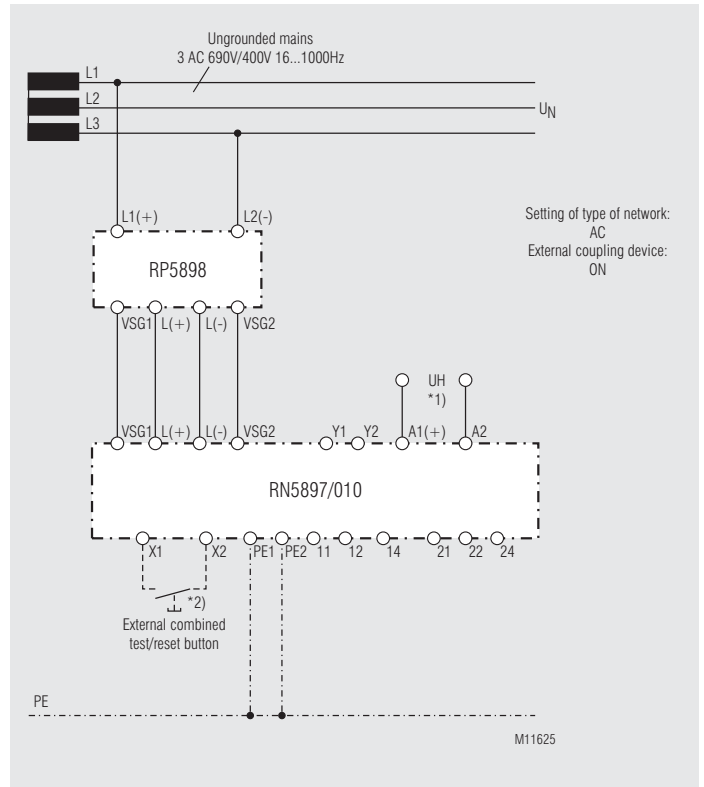 Ungrounded mains
3 AC 690V/400V 16...1000Hz
L1
L2
UN
L3
L1(+) L2(-)
Setting of type of network:
AC
External coupling device:
ON
RP5898
VSG1 L(+) L(-) VSG2
UH
*1)
VSG1 L(+) L(-) VSG2 Y1 Y2 A1(+) A2
RN5897/010
X1 X2 PE1 PE2 11 12 14 21 22 24
*2)
External combined
test/reset button
PE
M11625